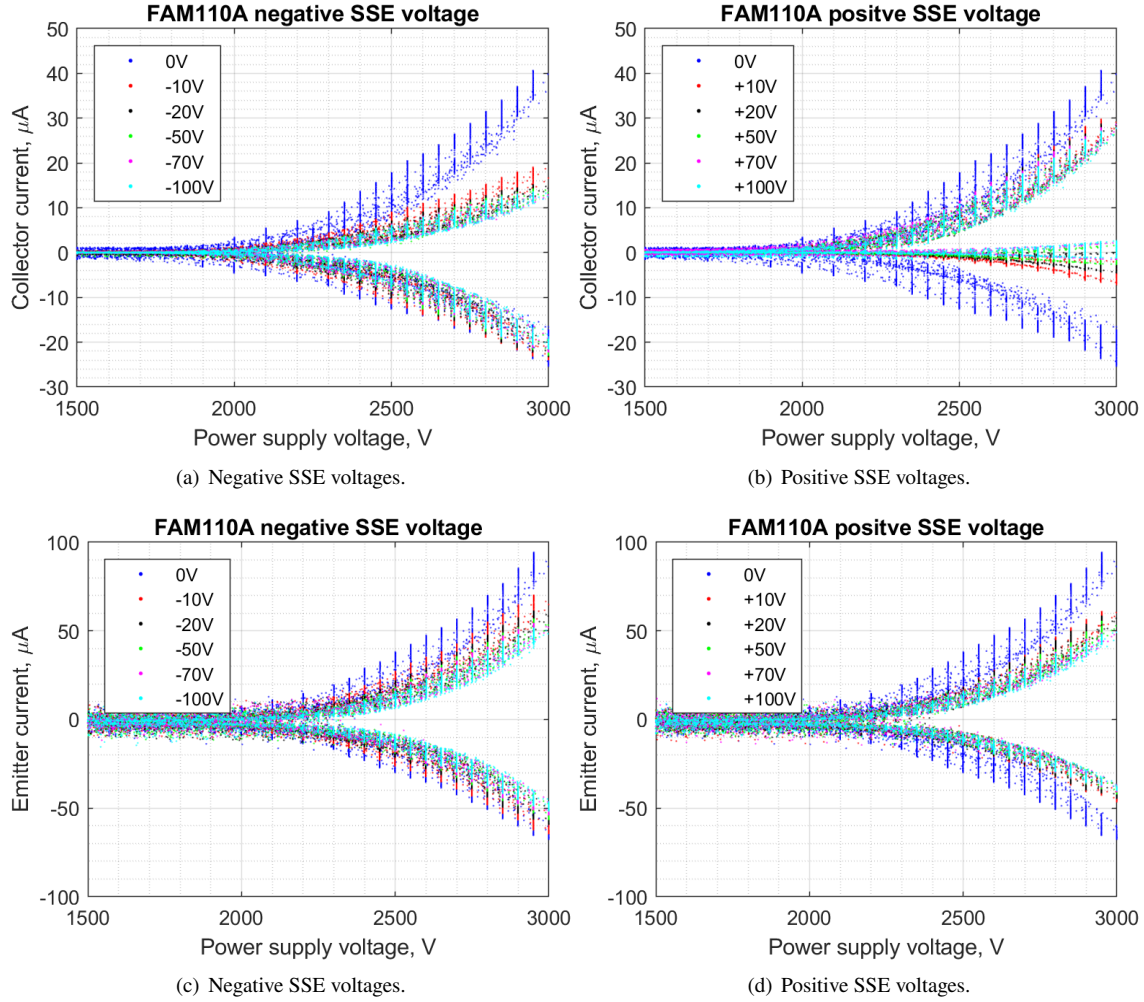 FAM110A negative SSE voltage
50
40
30
20
10
0
-10
-20
-30
Collector current, μA
0V
-10V
-20V
-50V
-70V
-100V
1500
2000
2500
3000
Power supply voltage, V
(a) Negative SSE voltages.
FAM110A positve SSE voltage
50
40
30
20
10
0
-10
-20
-30
Collector current, μA
0V
+10V
+20V
+50V
+70V
+100V
1500
2000
2500
3000
Power supply voltage, V
(b) Positive SSE voltages.
FAM110A negative SSE voltage
100
50
0
-50
-100
Emitter current, μA
0V
-10V
-20V
-50V
-70V
-100V
1500
2000
2500
3000
Power supply voltage, V
(c) Negative SSE voltages.
FAM110A positve SSE voltage
100
50
0
-50
-100
Emitter current, μA
0V
+10V
+20V
+50V
+70V
+100V
1500
2000
2500
3000
Power supply voltage, V
(d) Positive SSE voltages.